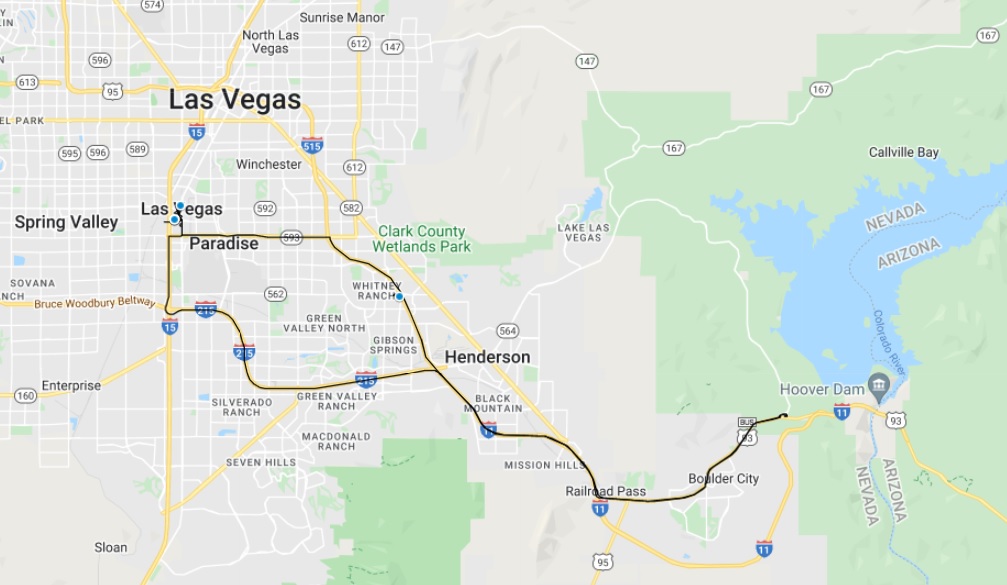 574
Sunrise Manor
North Las
Vegas
612
147
167
596
613
95
147
Las Vegas
167
EL PARK
15
515
595
596
589
167
Winchester
612
Callville Bay
Las Vegas
592
582
Spring Valley
NEVADA
ARIZONA
Clark County
Wetlands Park
LAKE LAS
VEGAS
Paradise
593
SOVANA
562
WHITNEY
RANCH
Bruce Woodbury Beltway
215
GREEN
VALLEY NORTH
15
564
Colorado River
GIBSON
SPRINGS
215
Henderson
Enterprise
160
215
Hoover Dam
GREEN VALLEY
RANCH
SILVERADO
RANCH
BLACK
MOUNTAIN
11
93
BUS
93
11
MACDONALD
RANCH
SEVEN HILLS
MISSION HILLS
Boulder City
Railroad Pass
11
NEVADA
ARIZONA
Sloan
11
95